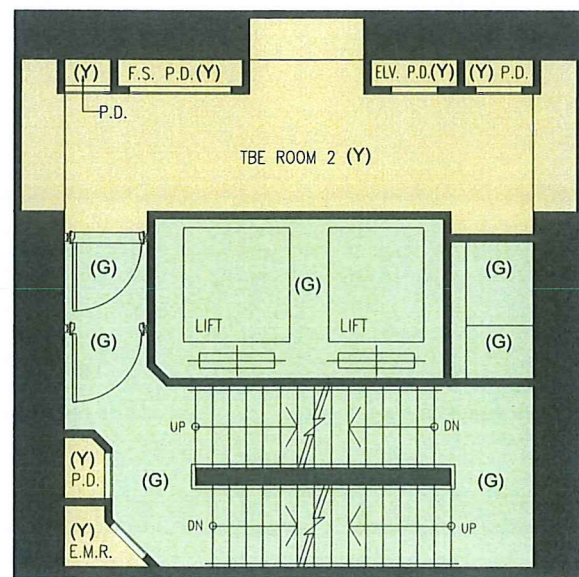 (Y) F.S. P.D. (Y) ELV. P.D. (Y) (Y) P.D.
P.D.
TBE ROOM 2 (Y)
(G) (G) (G)
LIFT LIFT
(G) (G)
UP DN
(Y)
P.D.
(G) (G)
DN UP
(Y)
E.M.R.